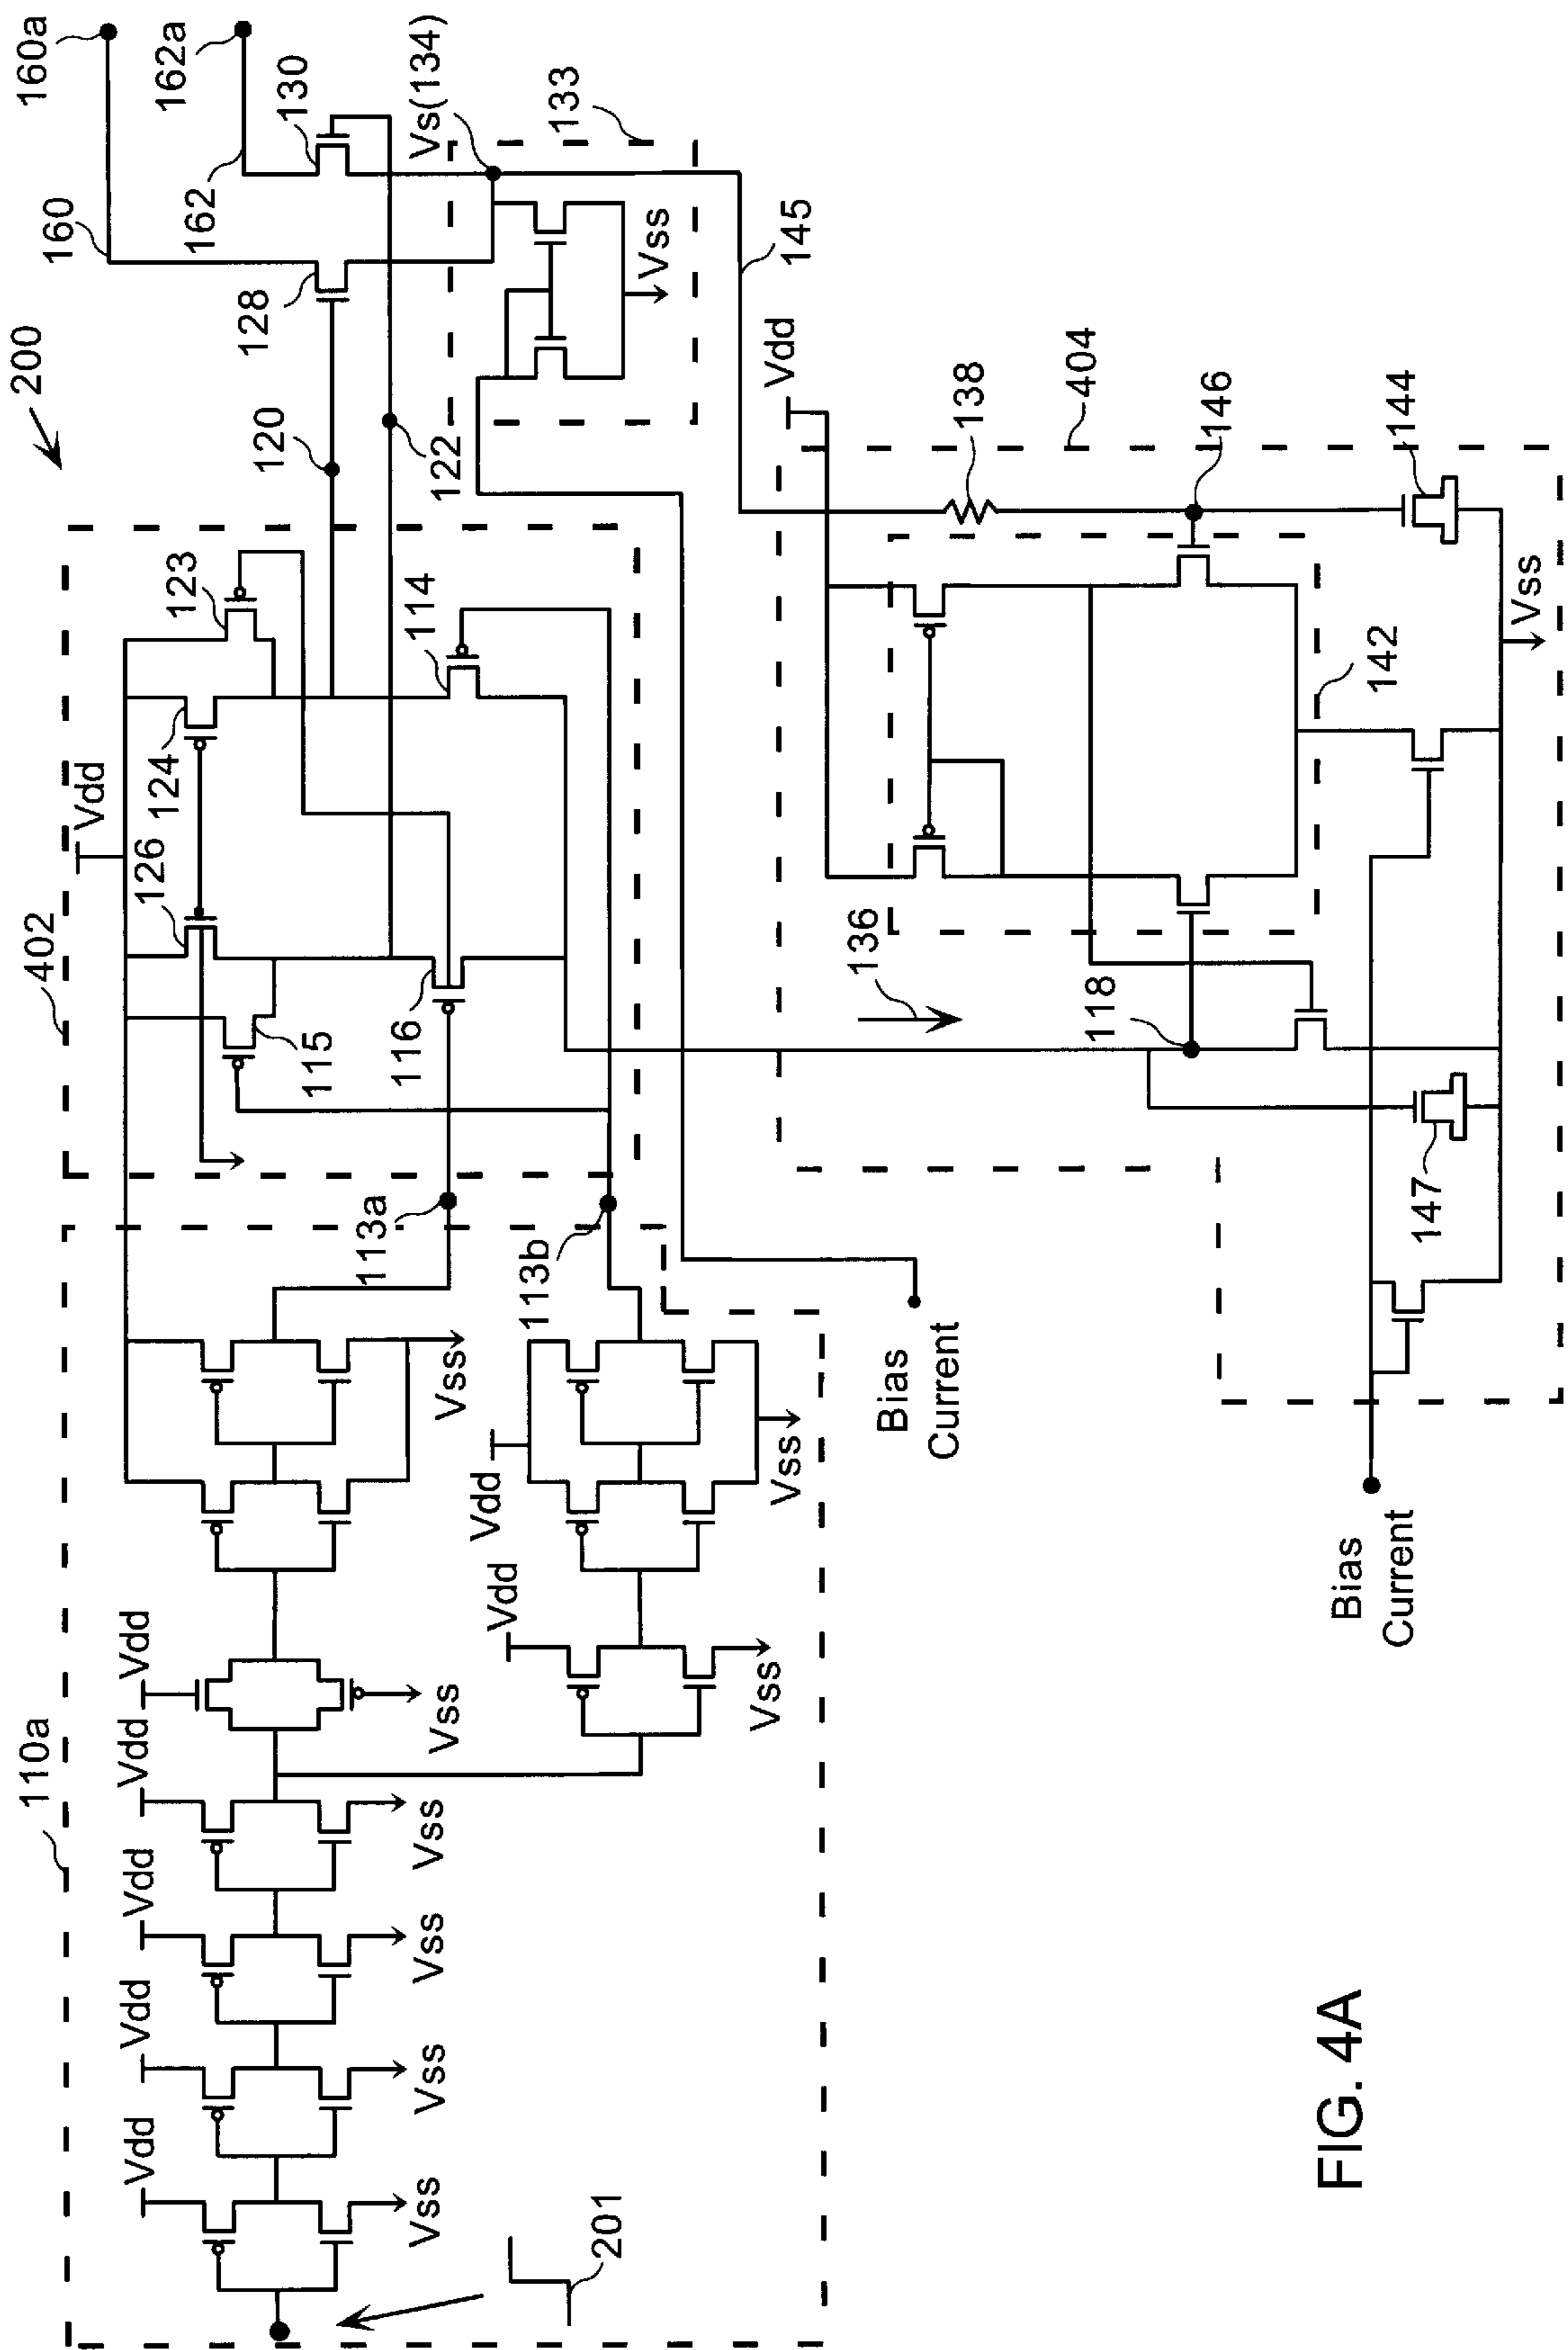 200
160
160a
162
162a
130
128
120
122
Vs(134)
133
Vss
145
402
Vdd
126
124
123
115
116
114
110a
Vdd
Vdd
Vdd
Vdd
Vdd
Vss
Vss
Vss
Vss
Vss
Vss
113a
113b
Vdd
Vdd
Vss
Vss
201
Bias
Current
Vdd
404
138
146
144
142
136
118
147
Vss
Bias
Current
FIG. 4A